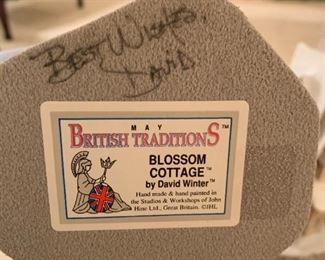 BEST WISHES,
DAVID
MAY
BRITISH TRADITIONS™
BLOSSOM
COTTAGE™
by David Winter™
Hand made & hand painted in
the Studios & Workshops of John
Hine Ltd., Great Britain. ©JHL.